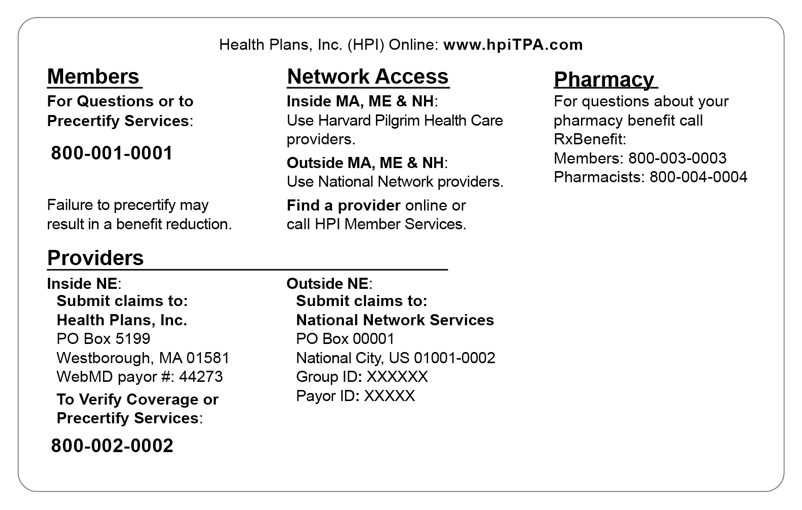 Health Plans, Inc. (HPI) Online: www.hpiTPA.com
Members
For Questions or to
Precertify Services:
800-001-0001
Failure to precertify may
result in a benefit reduction.
Network Access
Inside MA, ME & NH:
Use Harvard Pilgrim Health Care
providers.
Outside MA, ME & NH:
Use National Network providers.
Find a provider online or
call HPI Member Services.
Pharmacy
For questions about your
pharmacy benefit call
RxBenefit:
Members: 800-003-0003
Pharmacists: 800-004-0004
Providers
Inside NE:
Submit claims to:
Health Plans, Inc.
PO Box 5199
Westborough, MA 01581
WebMD payor #: 44273
To Verify Coverage or
Precertify Services:
800-002-0002
Outside NE:
Submit claims to:
National Network Services
PO Box 00001
National City, US 01001-0002
Group ID: XXXXXX
Payor ID: XXXXX